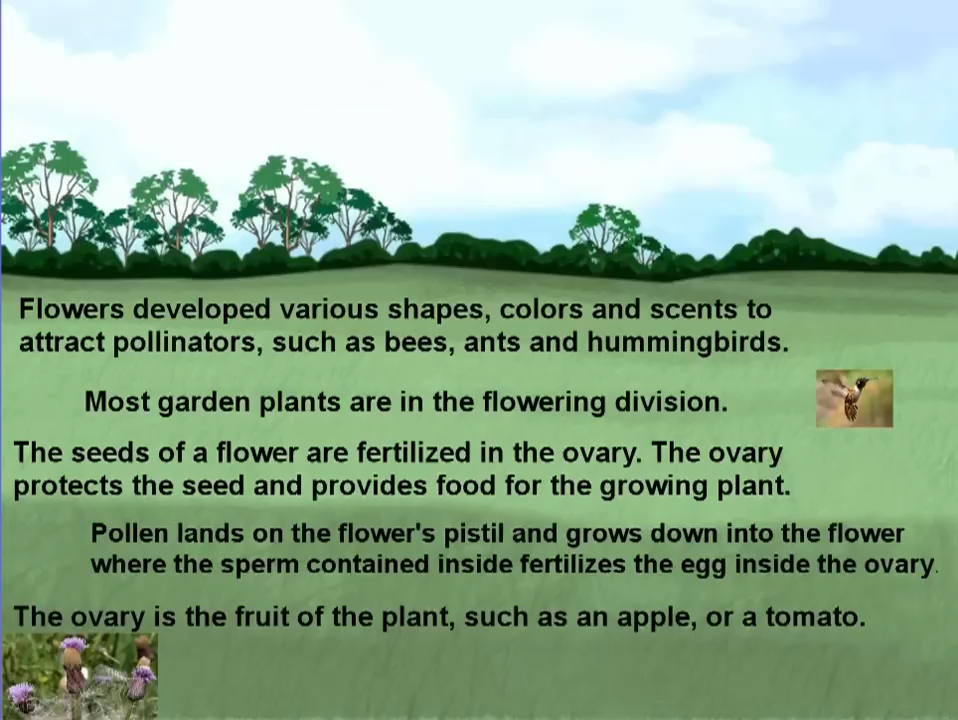 Flowers developed various shapes, colors and scents to
attract pollinators, such as bees, ants and hummingbirds.
Most garden plants are in the flowering division.
The seeds of a flower are fertilized in the ovary. The ovary
protects the seed and provides food for the growing plant.
Pollen lands on the flower's pistil and grows down into the flower
where the sperm contained inside fertilizes the egg inside the ovary.
The ovary is the fruit of the plant, such as an apple, or a tomato.